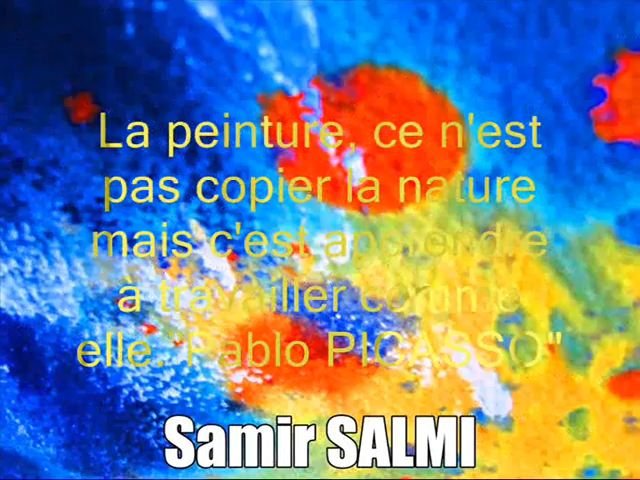 La peinture, ce n'est
pas copier la nature
mais c'est apprendre
à travailler comme
elle. Pablo PICASSO"
Samir SALMI